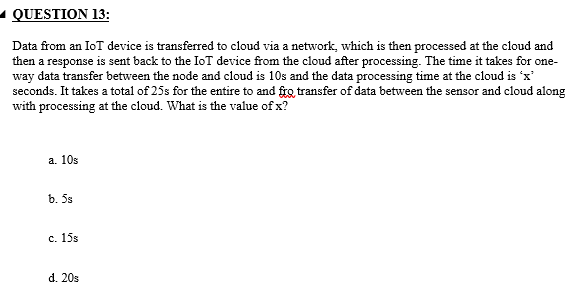 QUESTION 13:
Data from an IoT device is transferred to cloud via a network, which is then processed at the cloud and
then a response is sent back to the IoT device from the cloud after processing. The time it takes for one-
way data transfer between the node and cloud is 10s and the data processing time at the cloud is ‘x’
seconds. It takes a total of 25s for the entire to and fro transfer of data between the sensor and cloud along
with processing at the cloud. What is the value of x?
a. 10s
b. 5s
c. 15s
d. 20s